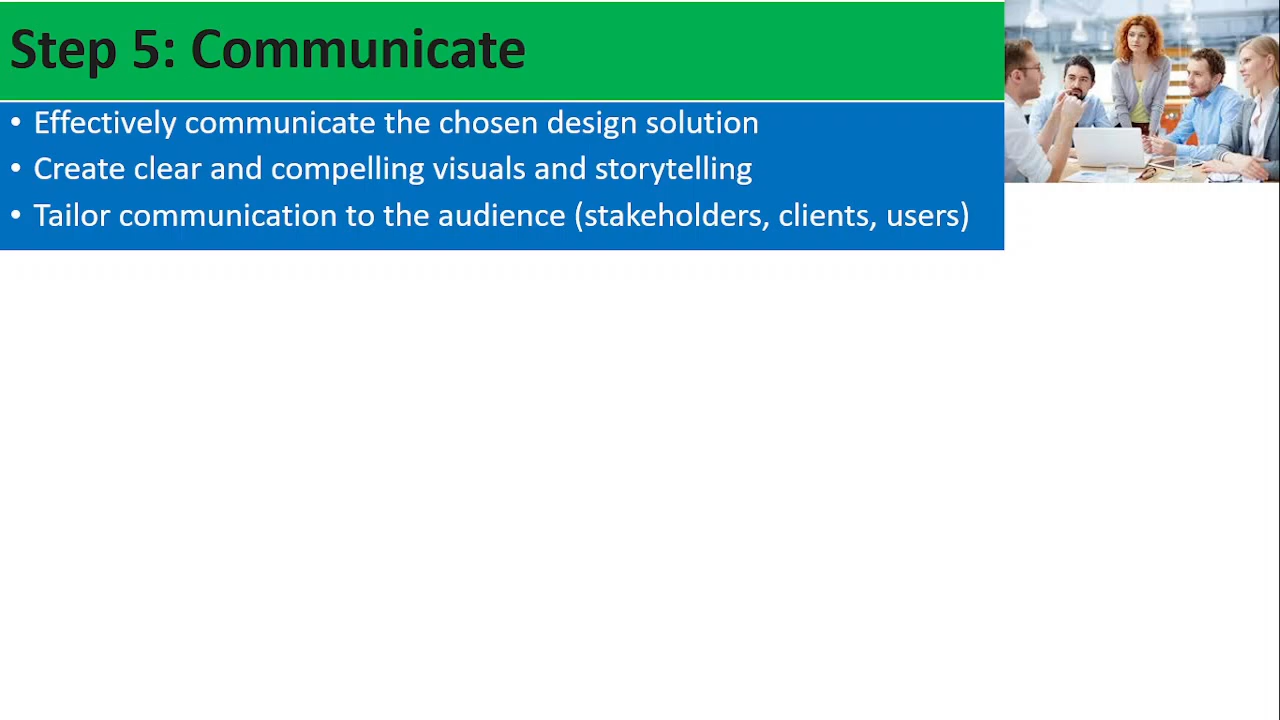 Step 5: Communicate
• Effectively communicate the chosen design solution
• Create clear and compelling visuals and storytelling
• Tailor communication to the audience (stakeholders, clients, users)